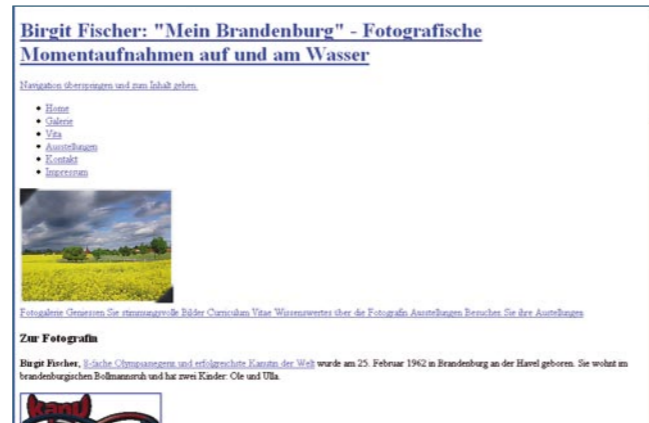 Birgit Fischer: "Mein Brandenburg" - Fotografische
Momentaufnahmen auf und am Wasser
Navigation überspringen und zum Inhalt gehen.
Home
Galerie
Vita
Ausstellungen
Kontakt
Impressum
Fotogalerie Geniessen Sie stimmungsvolle Bilder Curriculum Vitae Wissenswertes über die Fotografin Ausstellungen Besuchen Sie ihre Austellungen
Zur Fotografin
Birgit Fischer, 8-fache Olympiasiegerin und erfolgreichste Kanutin der Welt wurde am 25. Februar 1962 in Brandenburg an der Havel geboren. Sie wohnt im
brandenburgischen Bollmannsruh und hat zwei Kinder: Ole und Ulla.
kanu